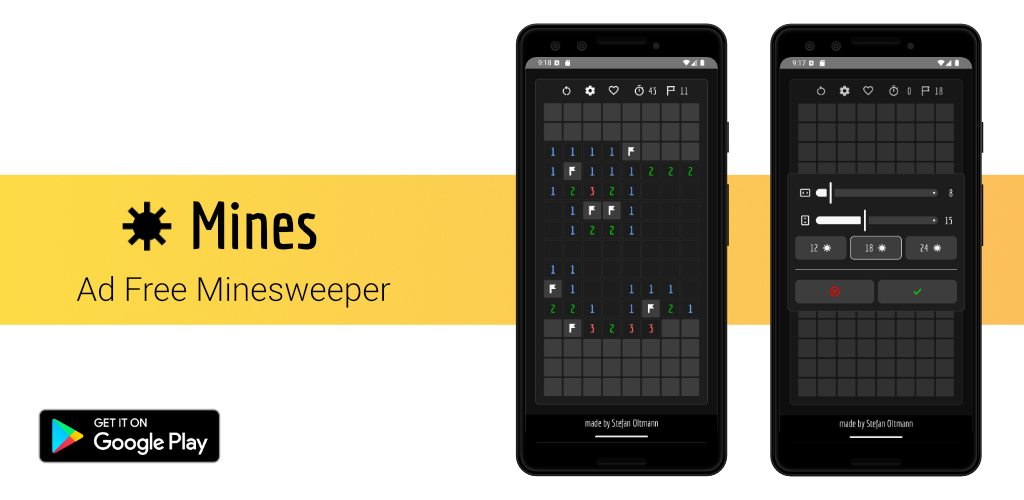 Mines
Ad Free Minesweeper
GET IT ON
Google Play
9:18
43 11
1 1 1 1
1 1 1 1 2 2 2
1 2 3 2 1
1 1
1 2 2 1
1 1
1 1 1 1
2 2 1 1 2 1
3 2 3 3
made by Stefan Oltmann
9:17
0 18
8
15
12 18 24
made by Stefan Oltmann